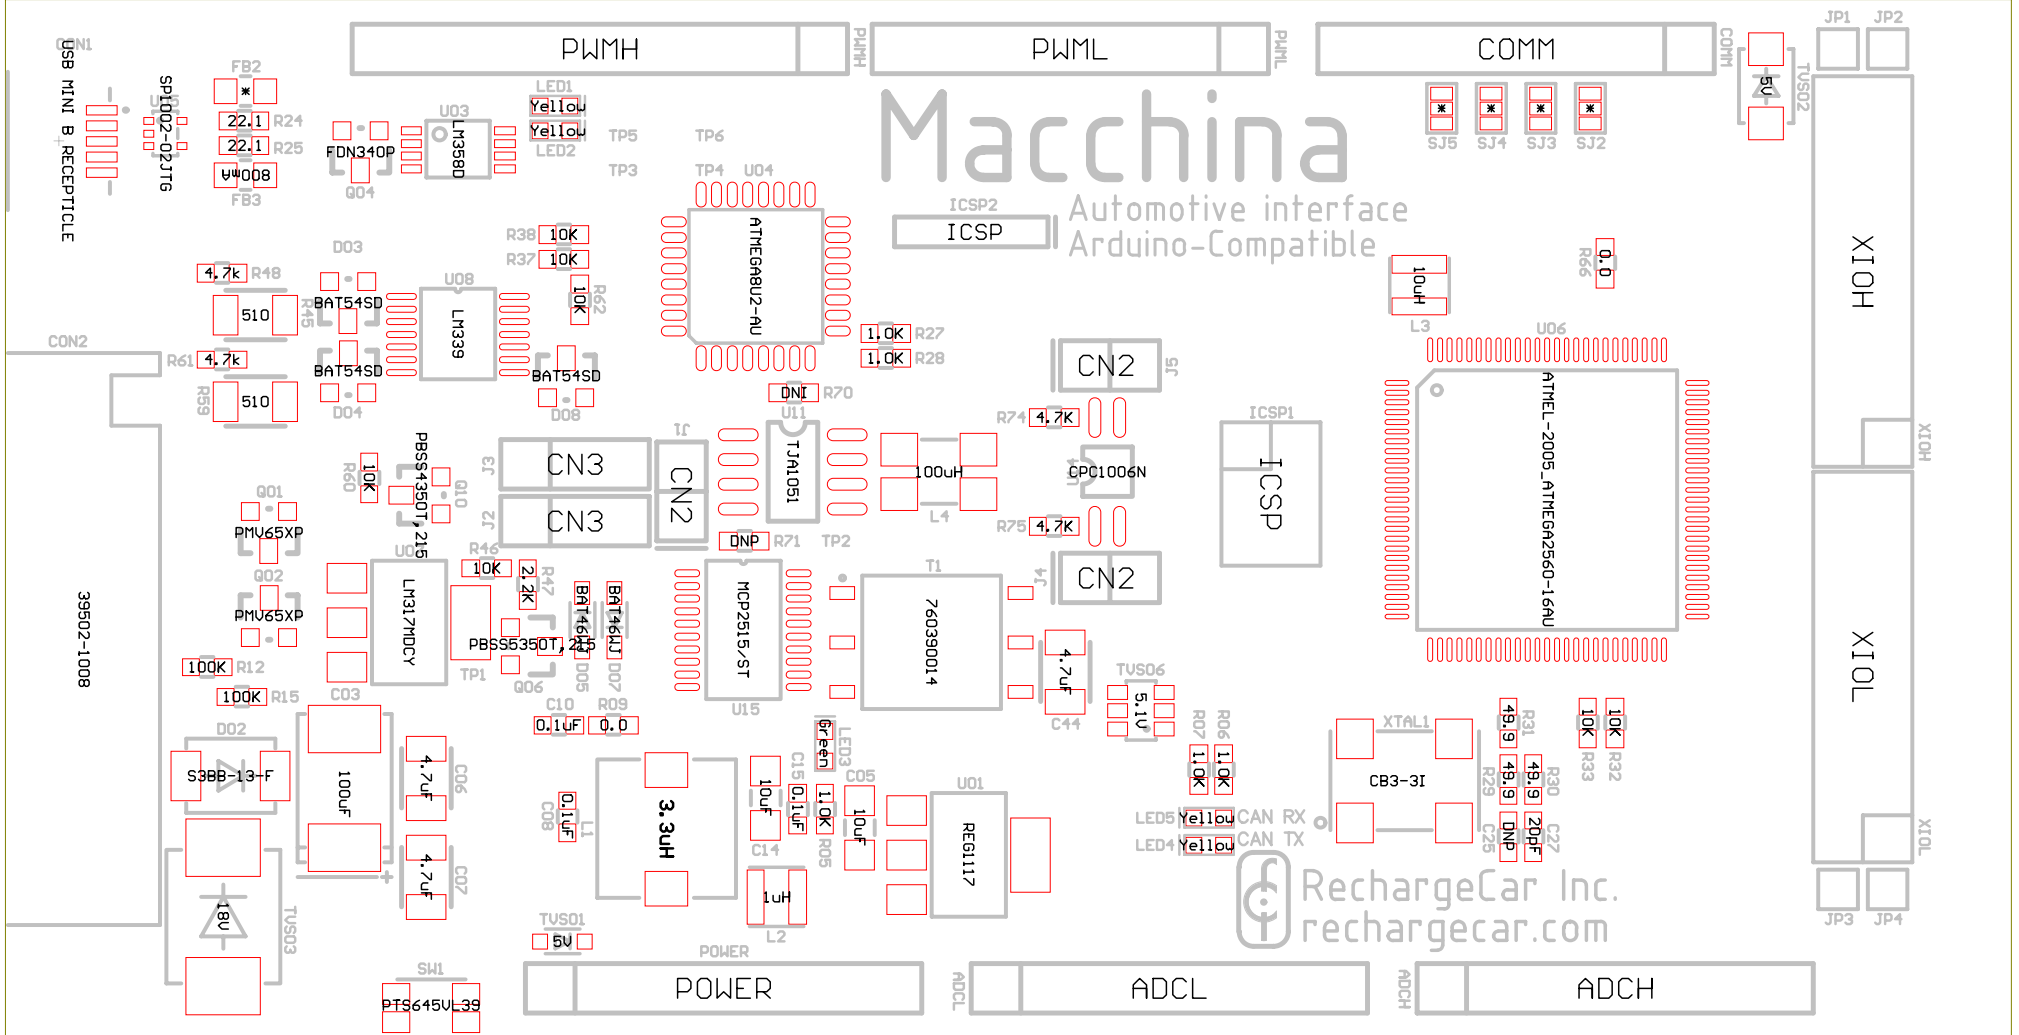 PWMH
PWMH
PWML
PWML
COMM
COMM
JP1
JP2
CON1
USB MINI B RECEPTICLE
SP1002-02JTG
FB2
*
22.1
R24
22.1
R25
800mA
FB3
FDN340P
Q04
U03
LM358D
LED1
Yellow
Yellow
LED2
TP5
TP6
TP3
TP4
U04
ATMEGA8U2-AU
Macchina
Automotive interface
Arduino-Compatible
ICSP2
ICSP
*
*
*
*
SJ5
SJ4
SJ3
SJ2
5V
TVS02
XIOH
XIOH
R38
10K
R37
10K
10K
R62
D03
BAT54SD
4.7k
R48
510
R45
U08
LM339
CON2
R61
4.7k
R59
510
BAT54SD
D04
BAT54SD
D08
1.0K
R27
1.0K
R28
DNI
R70
10uH
L3
R66
0.0
U06
ATMEL-2005_ATMEGA2560-16AU
CN2
J5
R74
4.7K
U11
TJA1051
J1
CN2
J3
CN3
J2
CN3
100uH
L4
CPC1006N
R75
4.7K
CN2
J4
ICSP1
ICSP
R60
10K
PBSS4350T,215
Q10
Q01
PMV65XP
Q02
PMV65XP
LM317MDCY
R46
10K
2.2K
R47
DNP
R71
TP2
39502-1008
BAT46WJ
D05
BAT46WJ
D07
PBSS5350T,215
Q06
TP1
MCP2515/ST
U15
T1
760390014
4.7uF
C44
TVS06
5.1V
XIOL
XIOL
100K
R12
100K
R15
C03
100uF
+
D02
S3BB-13-F
4.7uF
C06
4.7uF
C07
C10
0.1uF
R09
0.0
C08
0.1uF
L1
3.3uH
10uF
C14
C15
0.1uF
Green
LED3
1.0K
R05
C05
10uF
U01
REG1117
R07
1.0K
R06
1.0K
LED5
Yellow
CAN RX
LED4
Yellow
CAN TX
XTAL1
CB3-3I
49.9
R31
R29
49.9
49.9
R30
10K
R33
10K
R32
C25
DNP
20pF
C27
18V
TVS03
TVS01
5V
1uH
L2
RechargeCar Inc.
rechargecar.com
JP3
JP4
SW1
PTS645VL39
POWER
POWER
ADCL
ADCL
ADCH
ADCH